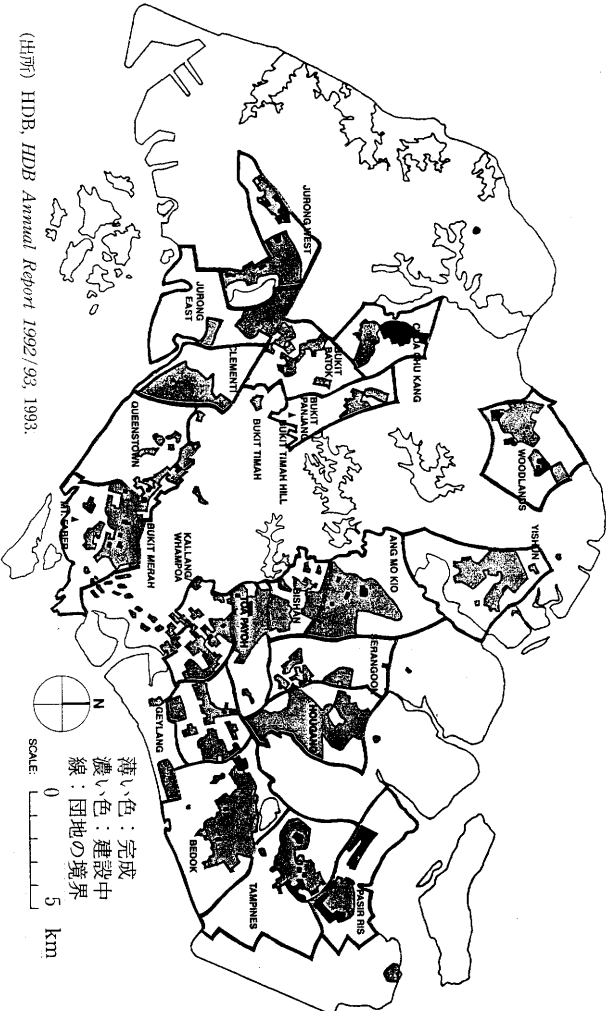 JURONG WEST
JURONG
EAST
CLEMENTI
BUKIT
BATOK
CHOA CHU KANG
BUKIT
PANJANG
BUKIT TIMAH HILL
BUKIT TIMAH
WOODLANDS
YISHUN
QUEENSTOWN
BUKIT MERAH
MT. FABER
KALLANG/
WHAMPOA
ANG MO KIO
BISHAN
TOA PAYOH
SERANGOON
HOUGANG
GEYLANG
BEDOK
TAMPINES
PASIR RIS
N
薄い色：完成
濃い色：建設中
線：団地の境界
SCALE: 0 5 km
(出所) HDB, HDB Annual Report 1992/93, 1993.